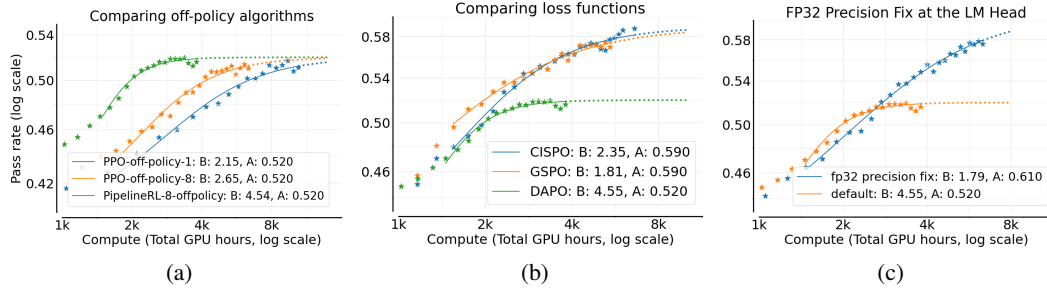 Comparing off-policy algorithms
Pass rate (log scale)
0.54
0.50
0.46
0.42
PPO-off-policy-1: B: 2.15, A: 0.520
PPO-off-policy-8: B: 2.65, A: 0.520
PipelineRL-8-offpolicy: B: 4.54, A: 0.520
1k
2k
4k
8k
Compute (Total GPU hours, log scale)
(a)
Comparing loss functions
0.58
0.54
0.50
0.46
CISPO: B: 2.35, A: 0.590
GSPO: B: 1.81, A: 0.590
DAPO: B: 4.55, A: 0.520
1k
2k
4k
8k
Compute (Total GPU hours, log scale)
(b)
FP32 Precision Fix at the LM Head
0.58
0.54
0.50
0.46
fp32 precision fix: B: 1.79, A: 0.610
default: B: 4.55, A: 0.520
1k
2k
4k
8k
Compute (Total GPU hours, log scale)
(c)